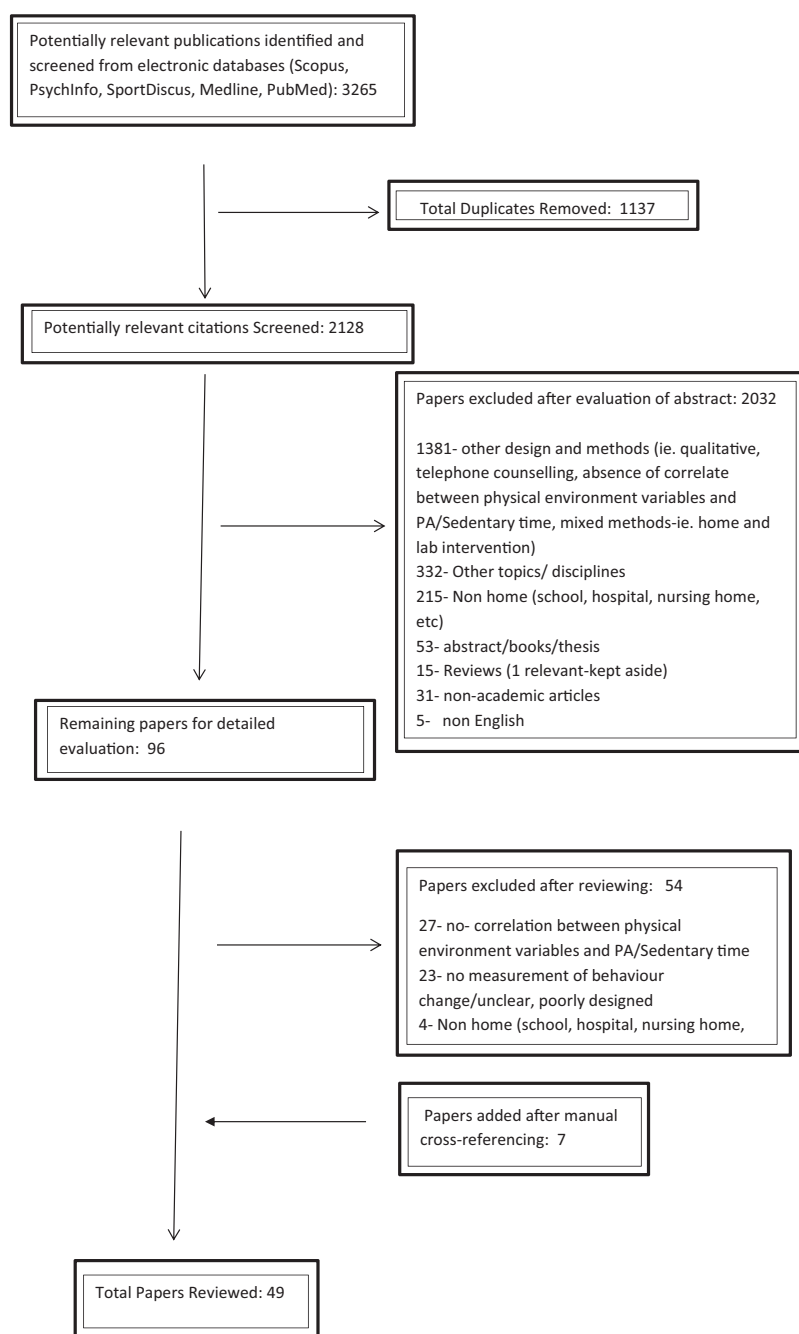 Potentially relevant publications identified and
screened from electronic databases (Scopus,
PsychInfo, SportDiscus, Medline, PubMed): 3265
Total Duplicates Removed: 1137
Potentially relevant citations Screened: 2128
Papers excluded after evaluation of abstract: 2032
1381- other design and methods (ie. qualitative,
telephone counselling, absence of correlate
between physical environment variables and
PA/Sedentary time, mixed methods-ie. home and
lab intervention)
332- Other topics/ disciplines
215- Non home (school, hospital, nursing home,
etc)
53- abstract/books/thesis
15- Reviews (1 relevant-kept aside)
31- non-academic articles
5- non English
Remaining papers for detailed
evaluation: 96
Papers excluded after reviewing: 54
27- no- correlation between physical
environment variables and PA/Sedentary time
23- no measurement of behaviour
change/unclear, poorly designed
4- Non home (school, hospital, nursing home,
Papers added after manual
cross-referencing: 7
Total Papers Reviewed: 49